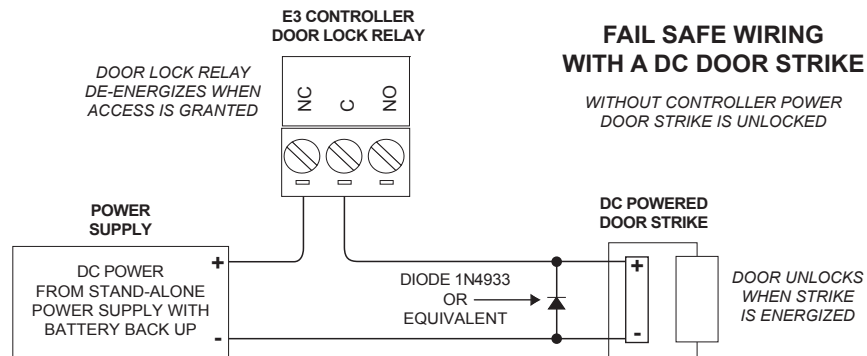 E3 CONTROLLER
DOOR LOCK RELAY
FAIL SAFE WIRING
WITH A DC DOOR STRIKE
DOOR LOCK RELAY
DE-ENERGIZES WHEN
ACCESS IS GRANTED
NC
C
NO
WITHOUT CONTROLLER POWER
DOOR STRIKE IS UNLOCKED
POWER
SUPPLY
DC POWERED
DOOR STRIKE
+
DC POWER
FROM STAND-ALONE
POWER SUPPLY WITH
BATTERY BACK UP
-
DIODE 1N4933
OR
EQUIVALENT
+
-
DOOR UNLOCKS
WHEN STRIKE
IS ENERGIZED